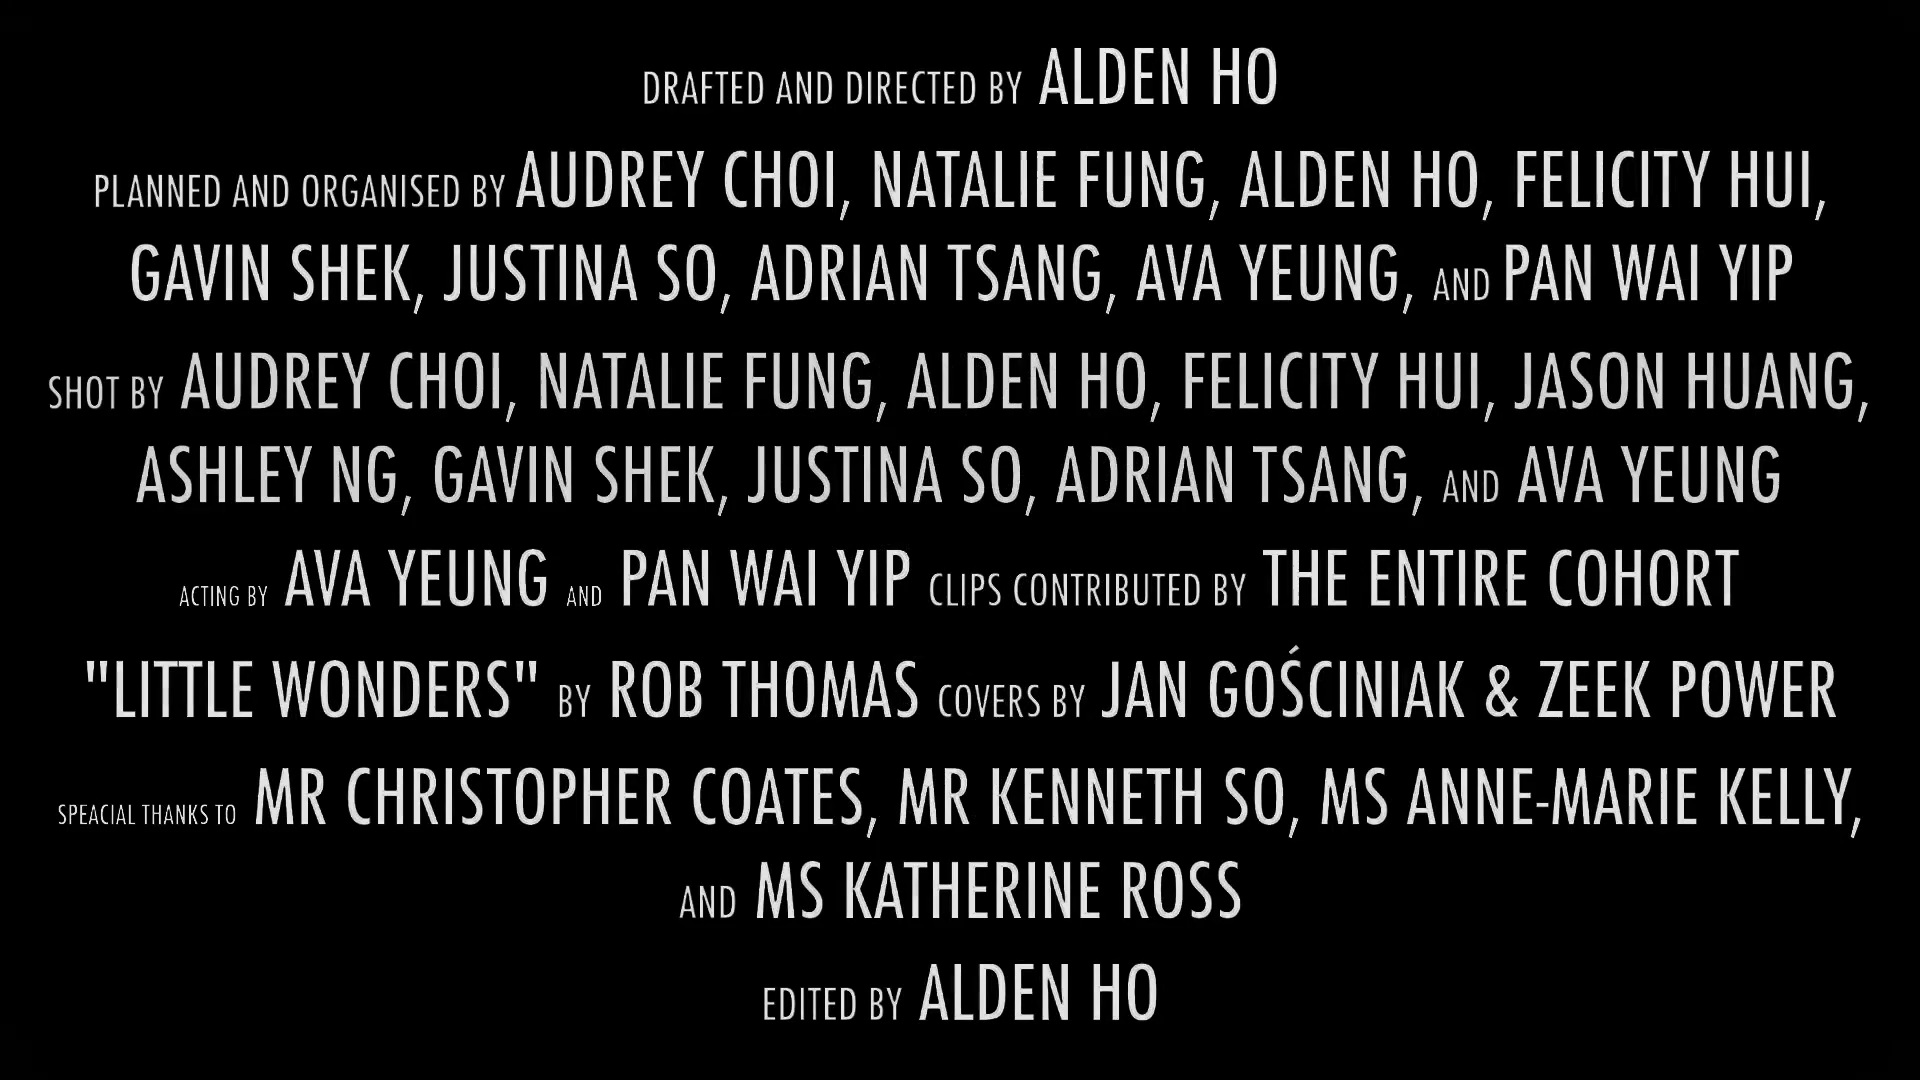 DRAFTED AND DIRECTED BY ALDEN HO
PLANNED AND ORGANISED BY AUDREY CHOI, NATALIE FUNG, ALDEN HO, FELICITY HUI,
GAVIN SHEK, JUSTINA SO, ADRIAN TSANG, AVA YEUNG, AND PAN WAI YIP
SHOT BY AUDREY CHOI, NATALIE FUNG, ALDEN HO, FELICITY HUI, JASON HUANG,
ASHLEY NG, GAVIN SHEK, JUSTINA SO, ADRIAN TSANG, AND AVA YEUNG
ACTING BY AVA YEUNG AND PAN WAI YIP CLIPS CONTRIBUTED BY THE ENTIRE COHORT
"LITTLE WONDERS" BY ROB THOMAS COVERS BY JAN GOŚCINIAK & ZEEK POWER
SPEACIAL THANKS TO MR CHRISTOPHER COATES, MR KENNETH SO, MS ANNE-MARIE KELLY,
AND MS KATHERINE ROSS
EDITED BY ALDEN HO